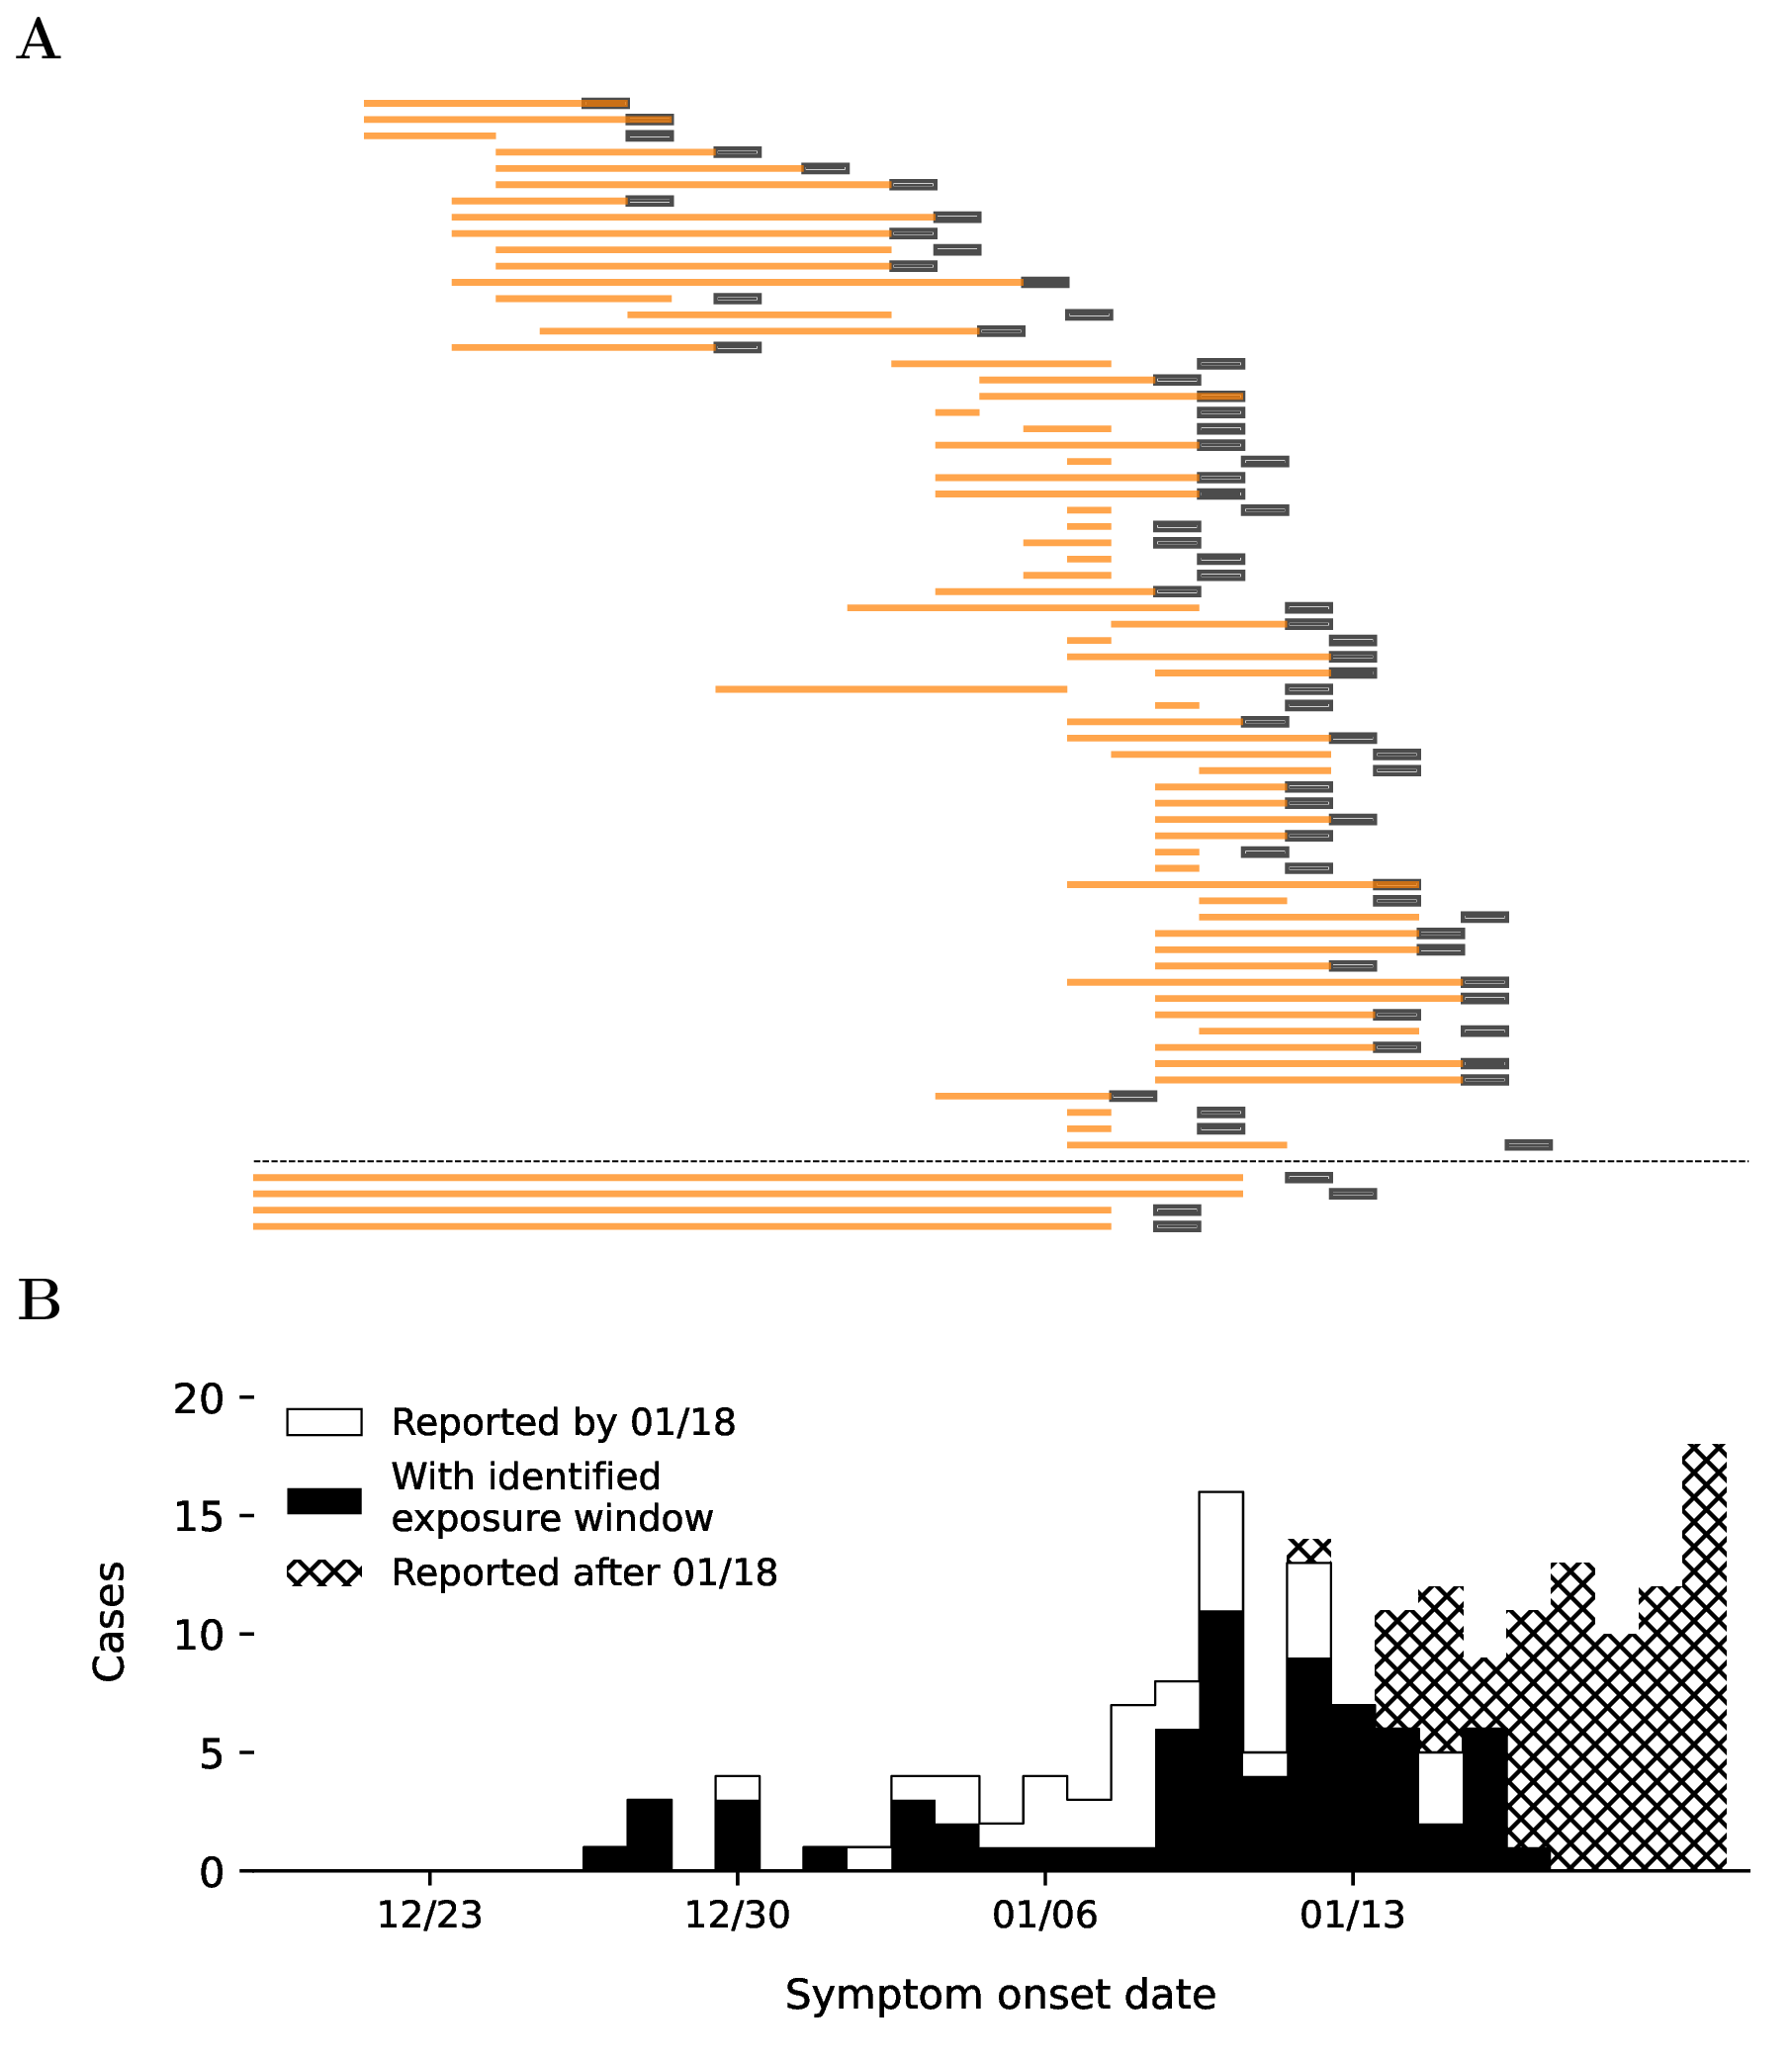 A
B
20
15
10
5
0
Cases
Reported by 01/18
With identified
exposure window
Reported after 01/18
12/23
12/30
01/06
01/13
Symptom onset date